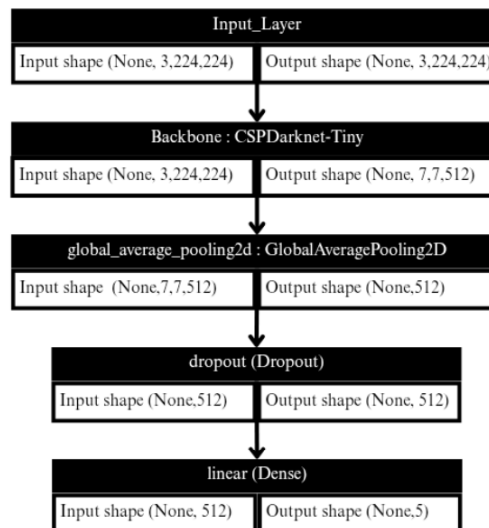 Input_Layer
Input shape (None, 3,224,224) Output shape (None, 3,224,224)
Backbone : CSPDarknet-Tiny
Input shape (None, 3,224,224) Output shape (None, 7,7,512)
global_average_pooling2d : GlobalAveragePooling2D
Input shape (None,7,7,512) Output shape (None,512)
dropout (Dropout)
Input shape (None,512) Output shape (None, 512)
linear (Dense)
Input shape (None, 512) Output shape (None,5)